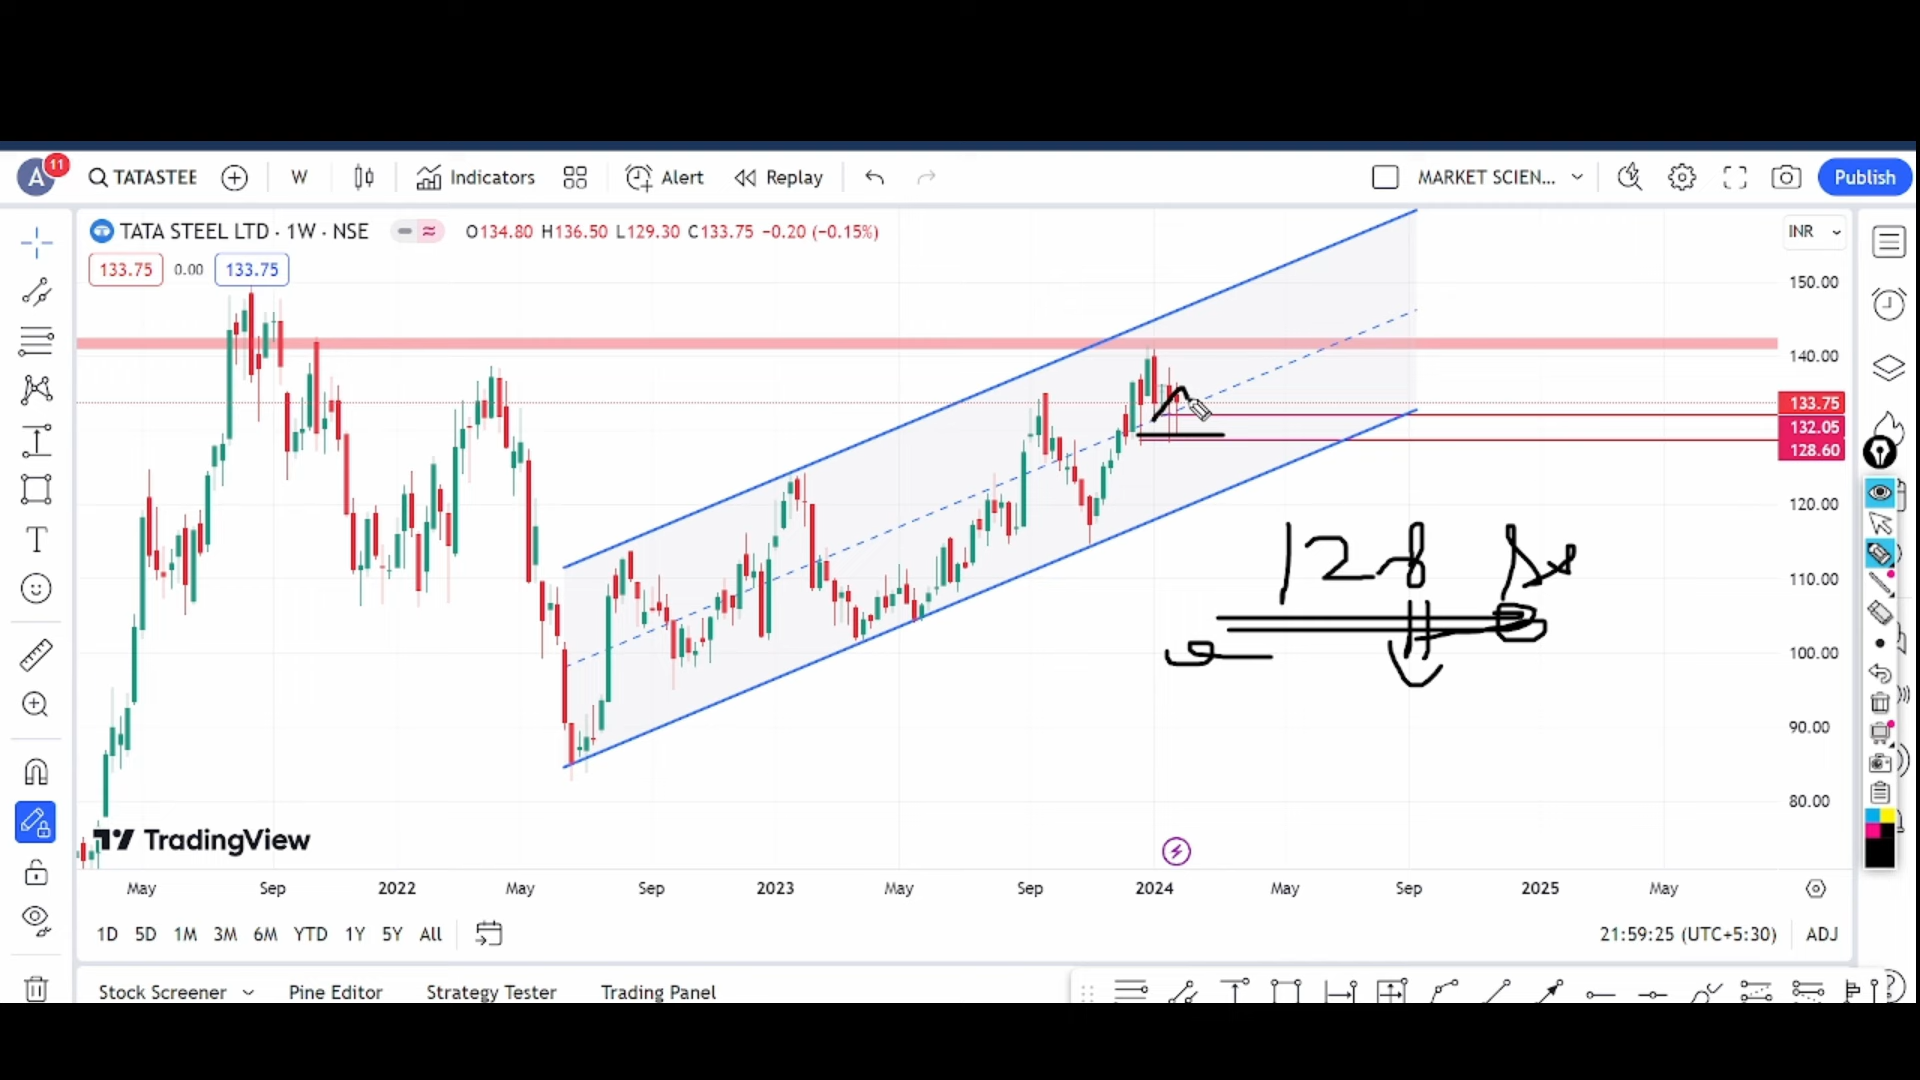 A 11 TATASTEE W Indicators Alert Replay MARKET SCIEN... Publish
TATA STEEL LTD · 1W · NSE O134.80 H136.50 L129.30 C133.75 −0.20 (−0.15%) INR
133.75 0.00 133.75
150.00
140.00
133.75
132.05
128.60
120.00
110.00
100.00
90.00
80.00
128
TradingView
May Sep 2022 May Sep 2023 May Sep 2024 May Sep 2025 May
1D 5D 1M 3M 6M YTD 1Y 5Y All 21:59:25 (UTC+5:30) ADJ
Stock Screener Pine Editor Strategy Tester Trading Panel